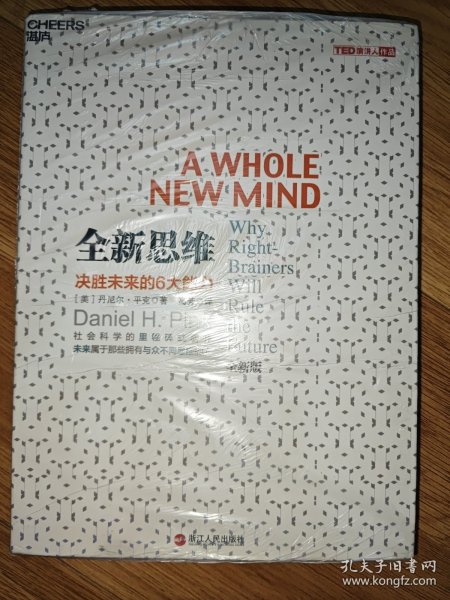 CHEERS
湛庐
TED演讲人作品
A WHOLE
NEW MIND
全新思维
Why
Right-
Brainers
Will
Rule
the
Future
决胜未来的6大能力
[美]丹尼尔·平克◎著
Daniel H. Pink
社会科学的里
未来属于那些拥有与众不同思维的
全新版
浙江人民出版社
孔夫子旧书网
www.kongfz.com